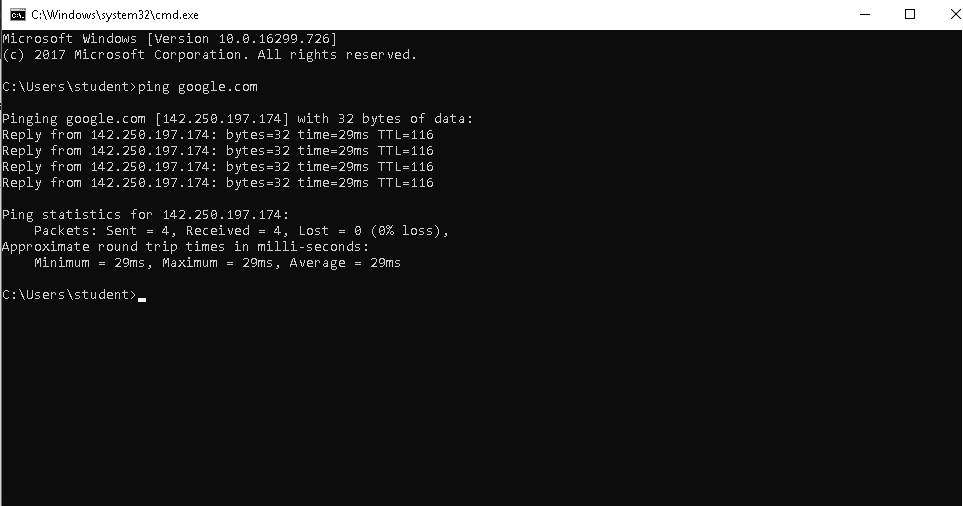 C:\Windows\system32\cmd.exe
Microsoft Windows [Version 10.0.16299.726]
(c) 2017 Microsoft Corporation. All rights reserved.
C:\Users\student>ping google.com
Pinging google.com [142.250.197.174] with 32 bytes of data:
Reply from 142.250.197.174: bytes=32 time=29ms TTL=116
Reply from 142.250.197.174: bytes=32 time=29ms TTL=116
Reply from 142.250.197.174: bytes=32 time=29ms TTL=116
Reply from 142.250.197.174: bytes=32 time=29ms TTL=116
Ping statistics for 142.250.197.174:
    Packets: Sent = 4, Received = 4, Lost = 0 (0% loss),
Approximate round trip times in milli-seconds:
    Minimum = 29ms, Maximum = 29ms, Average = 29ms
C:\Users\student>